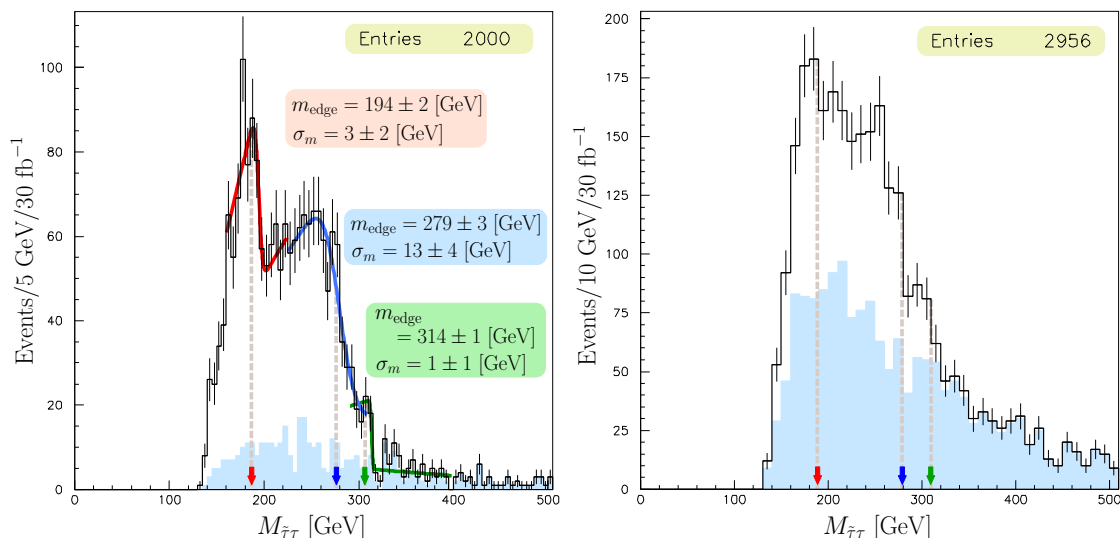 Entries 2000
m_edge = 194 ± 2 [GeV]
σ_m = 3 ± 2 [GeV]
m_edge = 279 ± 3 [GeV]
σ_m = 13 ± 4 [GeV]
m_edge
= 314 ± 1 [GeV]
σ_m = 1 ± 1 [GeV]
Events/5 GeV/30 fb⁻¹
100
80
60
40
20
0
0 100 200 300 400 500
M_τ̃τ [GeV]
Entries 2956
Events/10 GeV/30 fb⁻¹
200
175
150
125
100
75
50
25
0
0 100 200 300 400 500
M_τ̃τ [GeV]